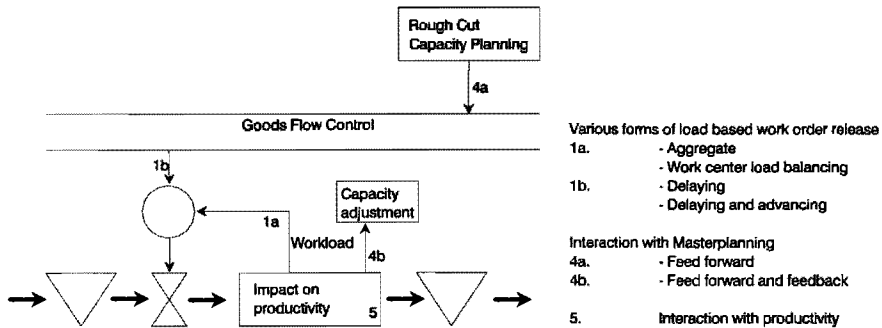 Rough Cut
Capacity Planning
4a
Goods Flow Control
1b
Capacity
adjustment
1a
Workload
4b
Impact on
productivity
5
Various forms of load based work order release
1a. - Aggregate
- Work center load balancing
1b. - Delaying
- Delaying and advancing
Interaction with Masterplanning
4a. - Feed forward
4b. - Feed forward and feedback
5. Interaction with productivity